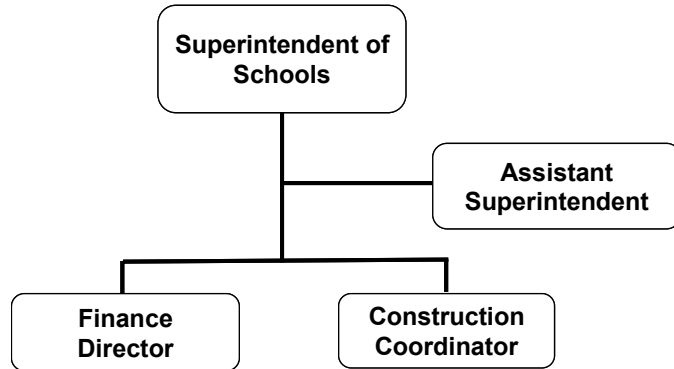 Superintendent of
Schools
Assistant
Superintendent
Finance
Director
Construction
Coordinator